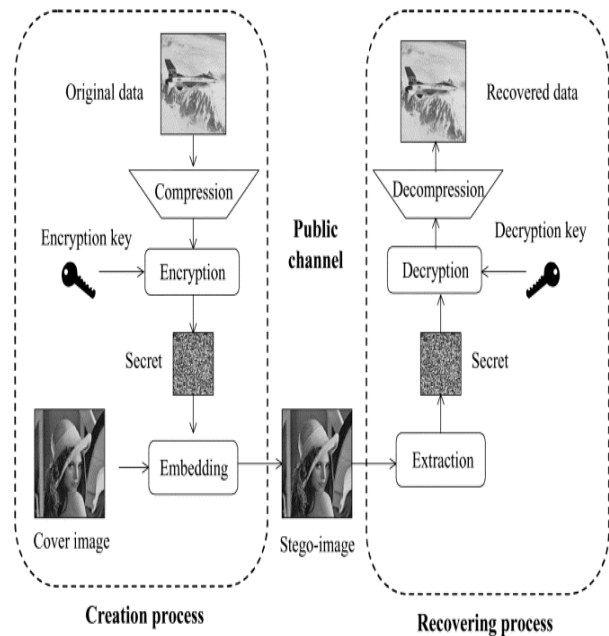 Original data
Compression
Encryption key
Encryption
Secret
Embedding
Cover image
Creation process
Public
channel
Stego-image
Recovered data
Decompression
Decryption key
Decryption
Secret
Extraction
Recovering process